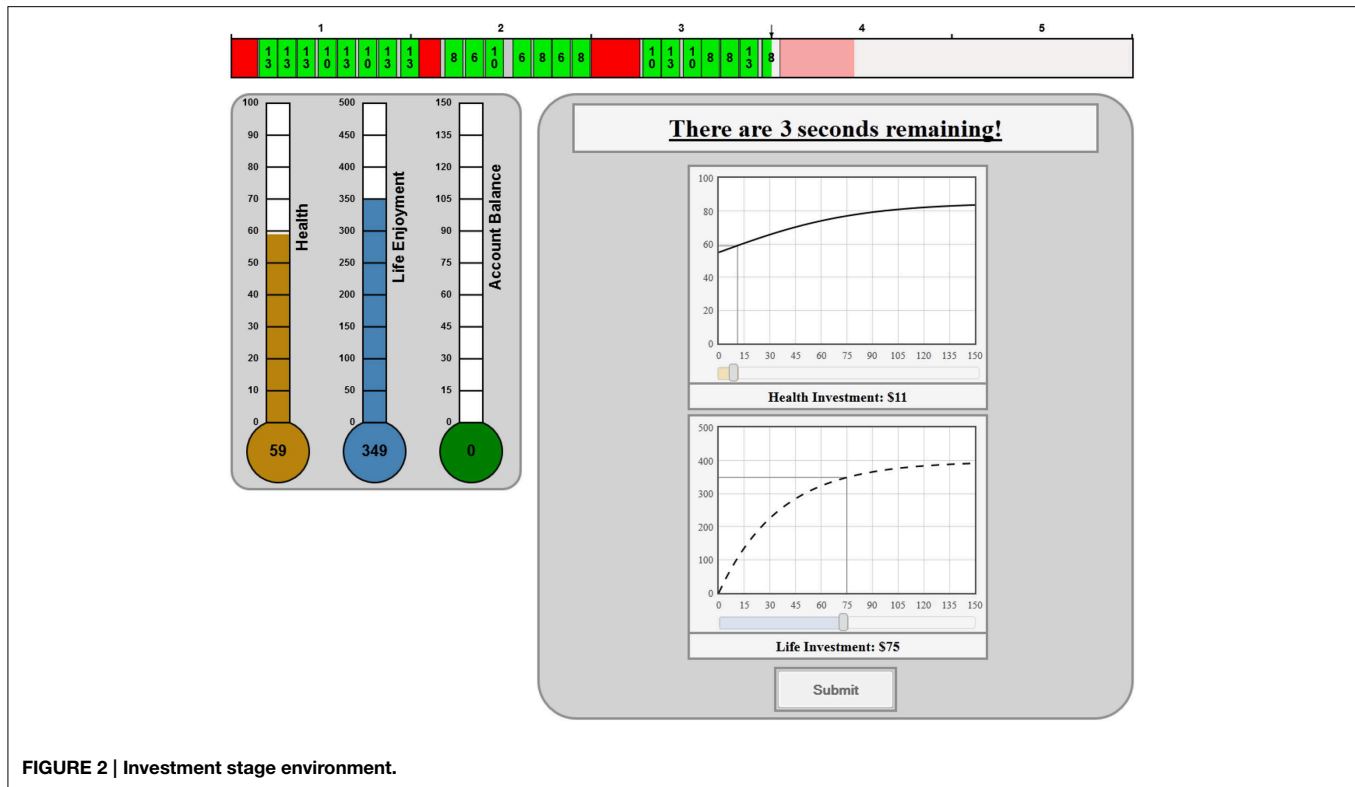 1 2 3 4 5
13 13 13 10 13 10 13 13 8 6 10 6 8 6 8 10 13 10 8 8 13 8
There are 3 seconds remaining!
100 90 80 70 60 50 40 30 20 10 0
Health
59
500 450 400 350 300 250 200 150 100 50 0
Life Enjoyment
349
150 135 120 105 90 75 60 45 30 15 0
Account Balance
0
100 80 60 40 20 0
0 15 30 45 60 75 90 105 120 135 150
Health Investment: $11
500 400 300 200 100 0
0 15 30 45 60 75 90 105 120 135 150
Life Investment: $75
Submit
FIGURE 2 | Investment stage environment.